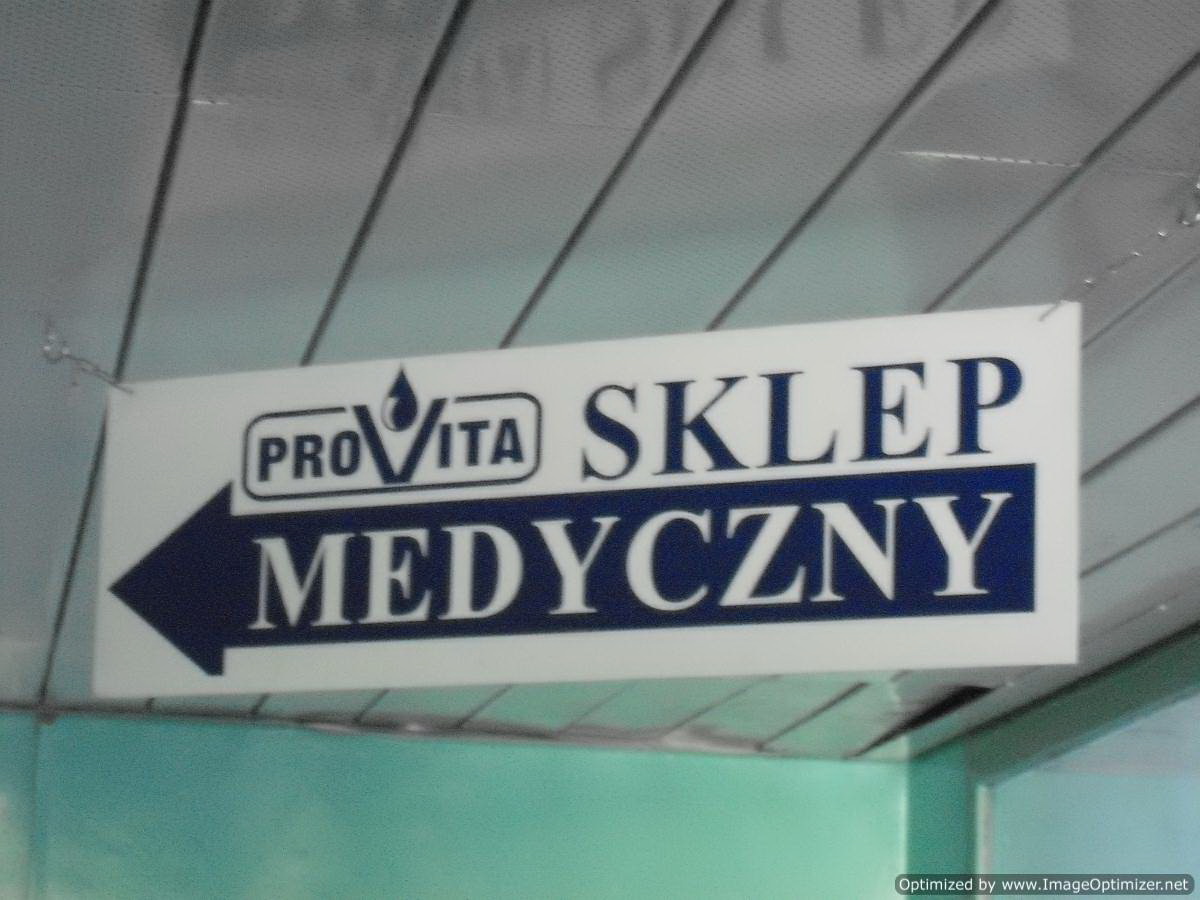 PROVITA SKLEP
MEDYCZNY
Optimized by www.ImageOptimizer.net